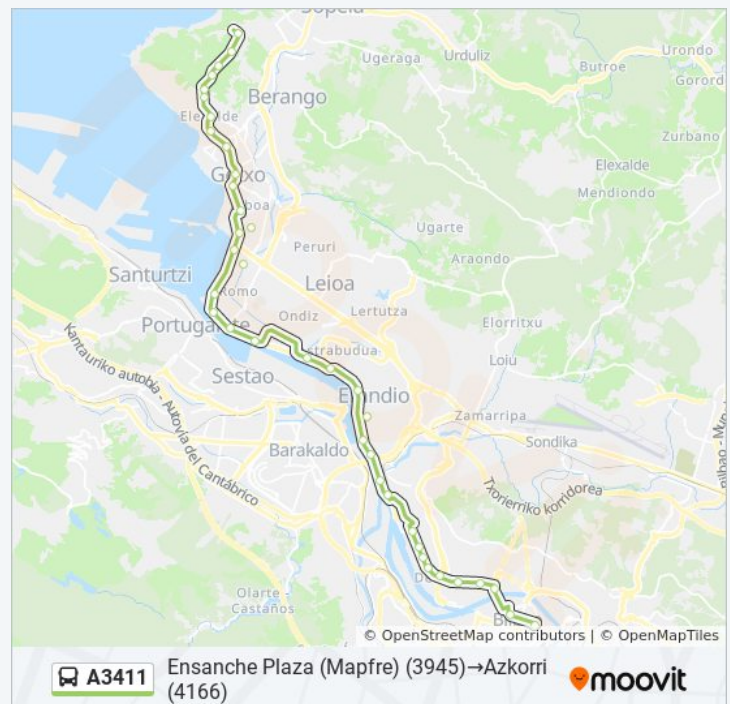 Sopela
Urduliz
Urondo
Ugeraga
Butroe
Gorord
Berango
Zurbano
Elexalde
Mendiondo
Getxo
Ugarte
Peruri
Araondo
Santurtzi
Leioa
Romo
Lertutza
Ondiz
Elorritxu
Portugalete
Kantauriko autobia - Autovía del Cantábrico
Loiu
Sestao
Zamarripa
Barakaldo
Sondika
Txorierriko korridorea
Olarte -
Castaños
© OpenStreetMap contributors | © OpenMapTiles
A3411
Ensanche Plaza (Mapfre) (3945)→Azkorri
(4166)
moovit